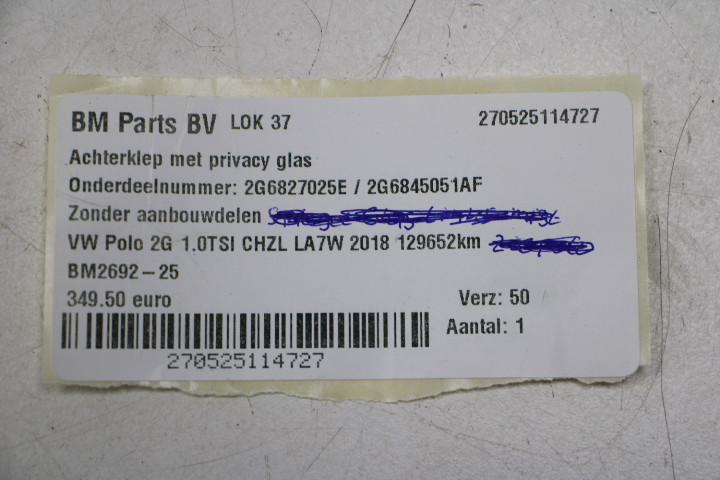 BM Parts BV LOK 37 270525114727
Achterklep met privacy glas
Onderdeelnummer: 2G6827025E / 2G6845051AF
Zonder aanbouwdelen
VW Polo 2G 1.0TSI CHZL LA7W 2018 129652km
BM2692-25
349.50 euro Verz: 50
Aantal: 1
270525114727